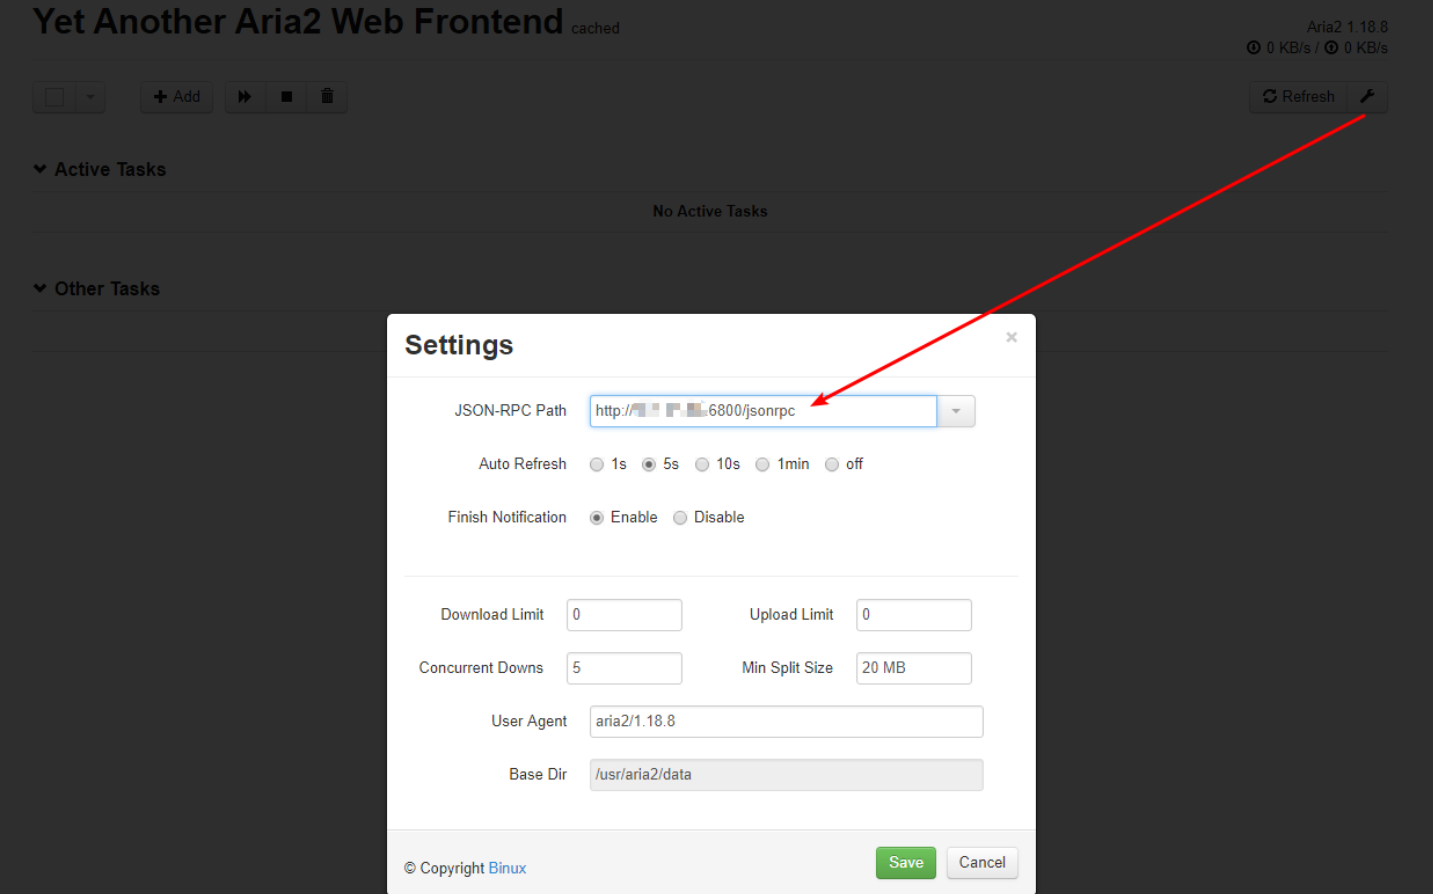 Yet Another Aria2 Web Frontend cached
Aria2 1.18.8
0 KB/s / 0 KB/s
Add
Refresh
Active Tasks
No Active Tasks
Other Tasks
Settings
×
JSON-RPC Path http:// :6800/jsonrpc
Auto Refresh 1s 5s 10s 1min off
Finish Notification Enable Disable
Download Limit 0 Upload Limit 0
Concurrent Downs 5 Min Split Size 20 MB
User Agent aria2/1.18.8
Base Dir /usr/aria2/data
© Copyright Binux Save Cancel